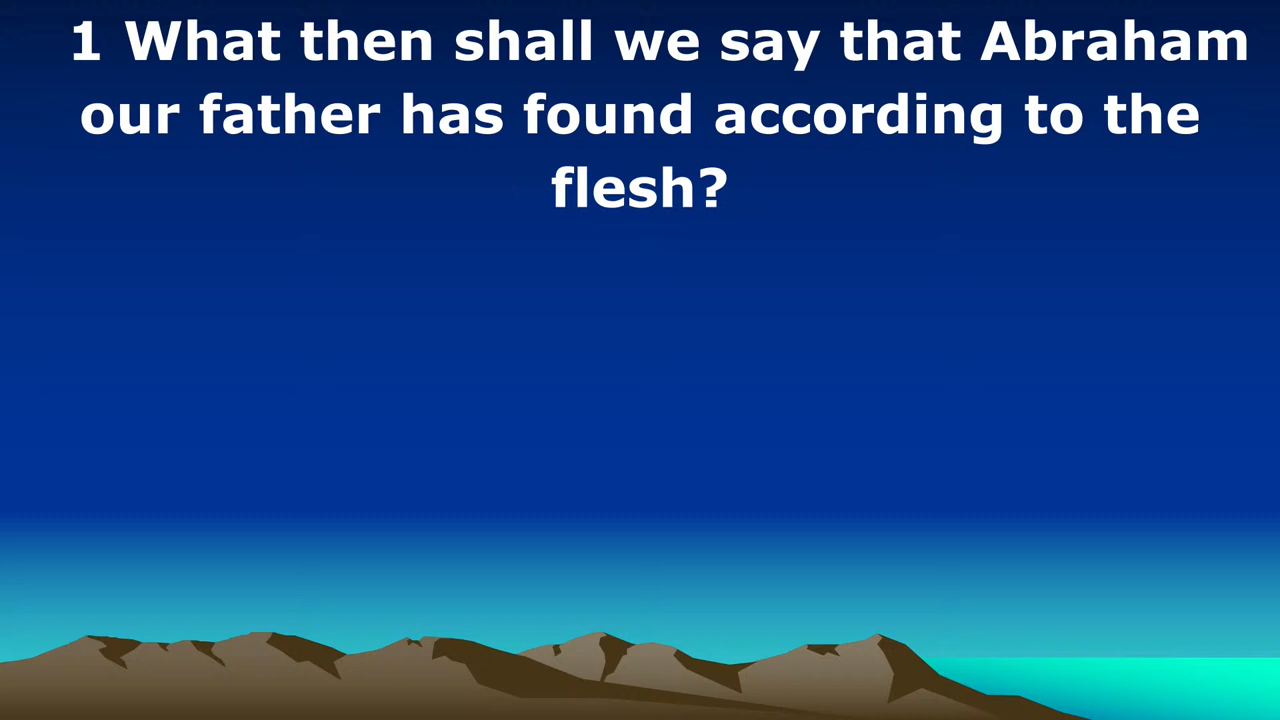 1 What then shall we say that Abraham
our father has found according to the
flesh?